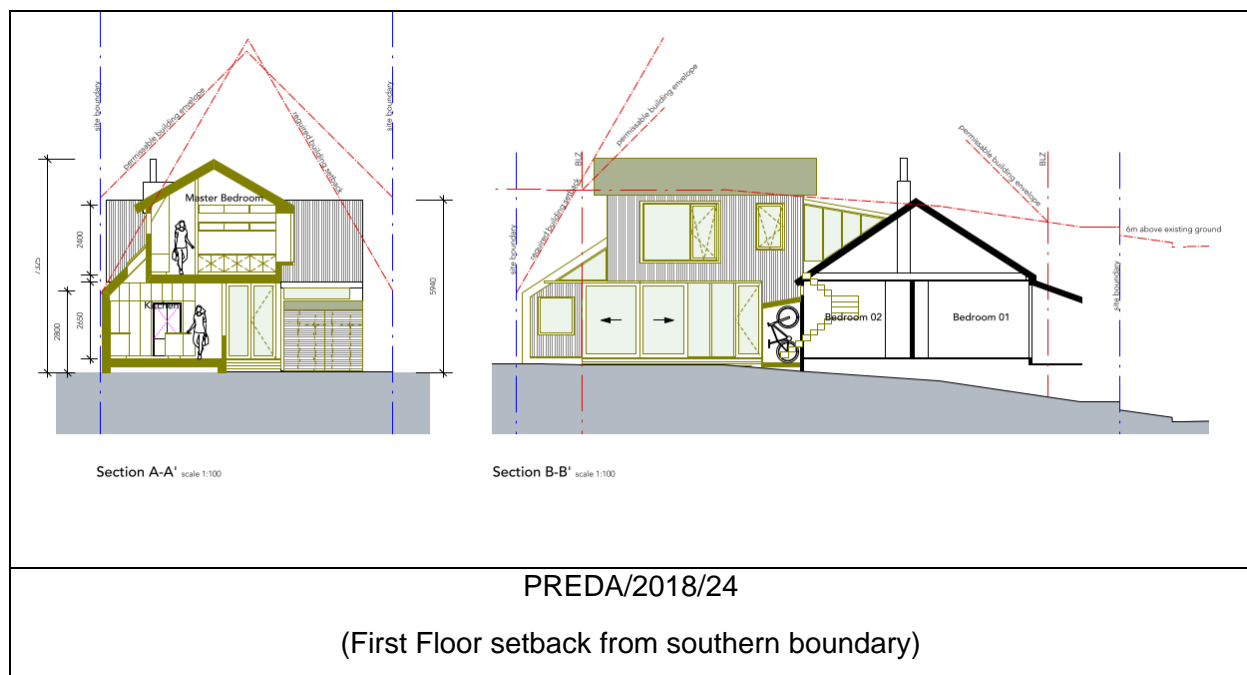 site boundary
permissable building envelope
required building setback
site boundary
Master Bedroom
Kitchen
2400
2650
2800
5940
Section A-A' scale 1:100
site boundary
required building setback
BLZ
permissable building envelope
permissable building envelope
BLZ
6m above existing ground
site boundary
Bedroom 02
Bedroom 01
Section B-B' scale 1:100
PREDA/2018/24
(First Floor setback from southern boundary)